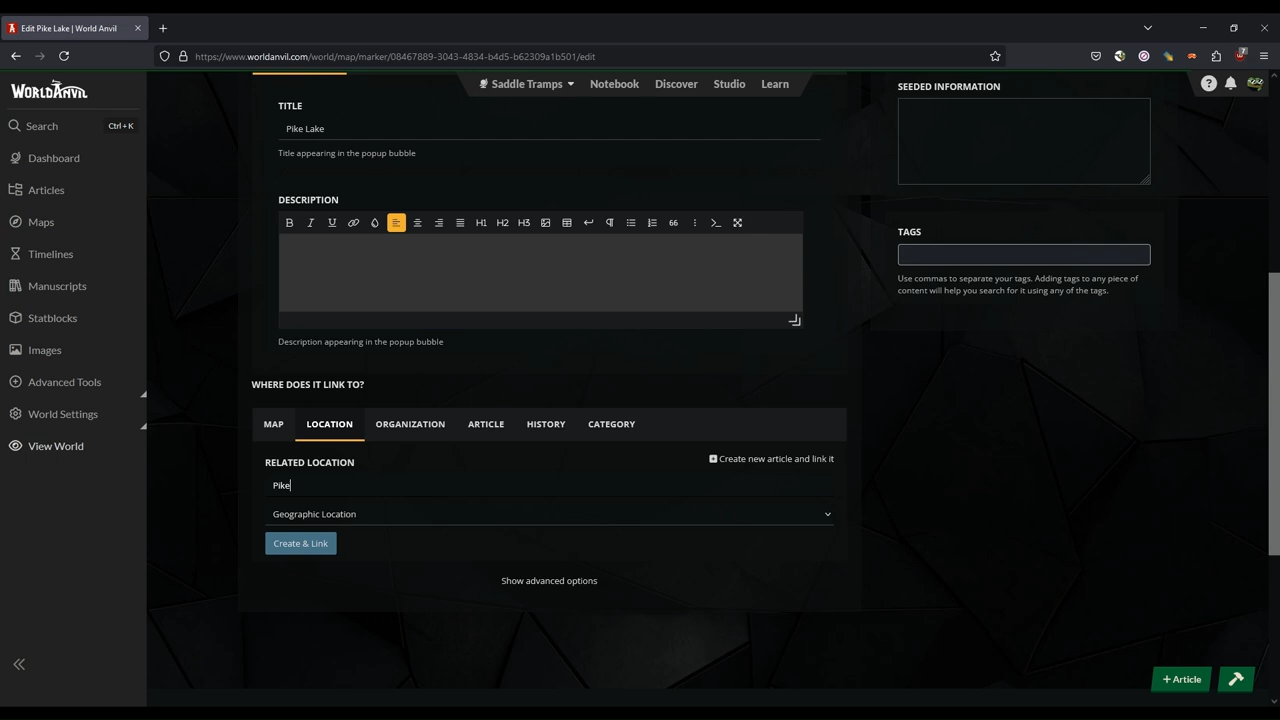 Edit Pike Lake | World Anvil
https://www.worldanvil.com/world/map/marker/08467889-3043-4834-b4d5-b62309a1b501/edit
7
WORLDANVIL
Saddle Tramps
Notebook
Discover
Studio
Learn
Search
Ctrl+K
Dashboard
Articles
Maps
Timelines
Manuscripts
Statblocks
Images
Advanced Tools
World Settings
View World
TITLE
Pike Lake
Title appearing in the popup bubble
DESCRIPTION
B I U H1 H2 H3 66
Description appearing in the popup bubble
WHERE DOES IT LINK TO?
MAP LOCATION ORGANIZATION ARTICLE HISTORY CATEGORY
RELATED LOCATION
Create new article and link it
Pike
Geographic Location
Create & Link
Show advanced options
SEEDED INFORMATION
TAGS
Use commas to separate your tags. Adding tags to any piece of
content will help you search for it using any of the tags.
+ Article